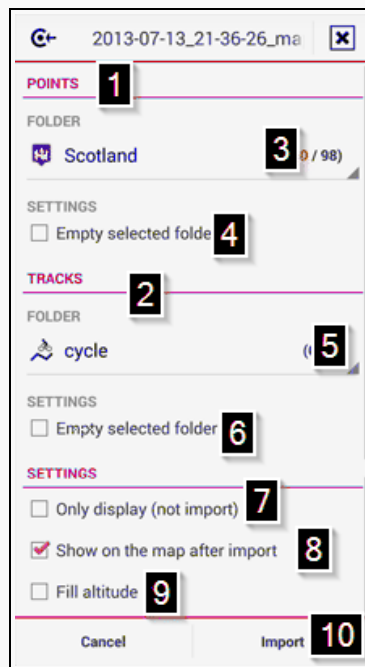 2013-07-13_21-36-26_ma
POINTS 1
FOLDER
Scotland 3 0 / 98)
SETTINGS
Empty selected folde 4
TRACKS 2
FOLDER
cycle ( 5
SETTINGS
Empty selected folder 6
SETTINGS
Only display (not import) 7
Show on the map after import 8
Fill altitude 9
Cancel Import 10